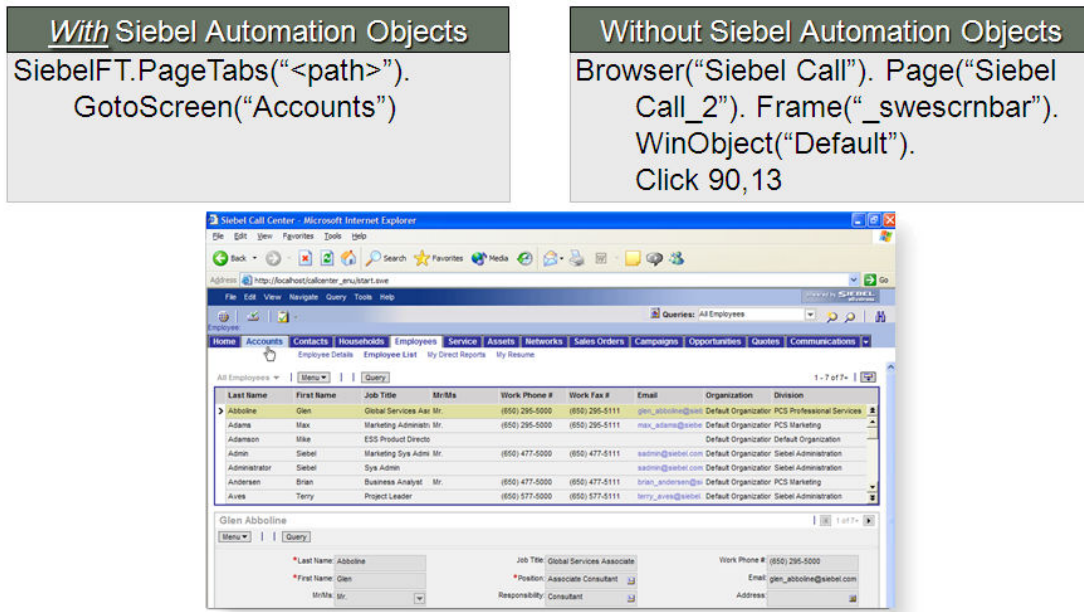 With Siebel Automation Objects
SiebelFT.PageTabs(“<path>”).
GotoScreen(“Accounts”)
Without Siebel Automation Objects
Browser(“Siebel Call”). Page(“Siebel
Call_2”). Frame(“_swescrnbar”).
WinObject(“Default”).
Click 90,13
Siebel Call Center - Microsoft Internet Explorer
File Edit View Favorites Tools Help
Back Search Favorites Media
Address http://localhost/callcenter_enu/start.swe Go
File Edit View Navigate Query Tools Help SIEBEL
Queries: All Employees
Employee:
Home Accounts Contacts Households Employees Service Assets Networks Sales Orders Campaigns Opportunities Quotes Communications
Employee Details Employee List My Direct Reports My Resume
All Employees Menu Query 1 - 7 of 7+
Last Name First Name Job Title Mr/Ms Work Phone # Work Fax # Email Organization Division
Abboline Glen Global Services Ass Mr. (650) 295-5000 (650) 295-5111 glen_abboline@sieb Default Organization PCS Professional Services
Adams Max Marketing Administr Mr. (650) 295-5000 (650) 295-5111 max_adams@siebe Default Organization PCS Marketing
Adamson Mike ESS Product Directo Default Organization Default Organization
Admin Siebel Marketing Sys Admi Mr. (650) 477-5000 (650) 477-5111 sadmin@siebel.com Default Organization Siebel Administration
Administrator Siebel Sys Admin sadmin@siebel.com Default Organization Siebel Administration
Andersen Brian Business Analyst Mr. (650) 477-5000 (650) 477-5111 brian_andersen@si Default Organization PCS Marketing
Aves Terry Project Leader (650) 577-5000 (650) 577-5111 terry_aves@siebel. Default Organization Siebel Administration
Glen Abboline 1 of 7+
Menu Query
*Last Name: Abboline Job Title: Global Services Associate Work Phone #: (650) 295-5000
*First Name: Glen *Position: Associate Consultant Email: glen_abboline@siebel.com
Mr/Ms: Mr. Responsibility: Consultant Address: